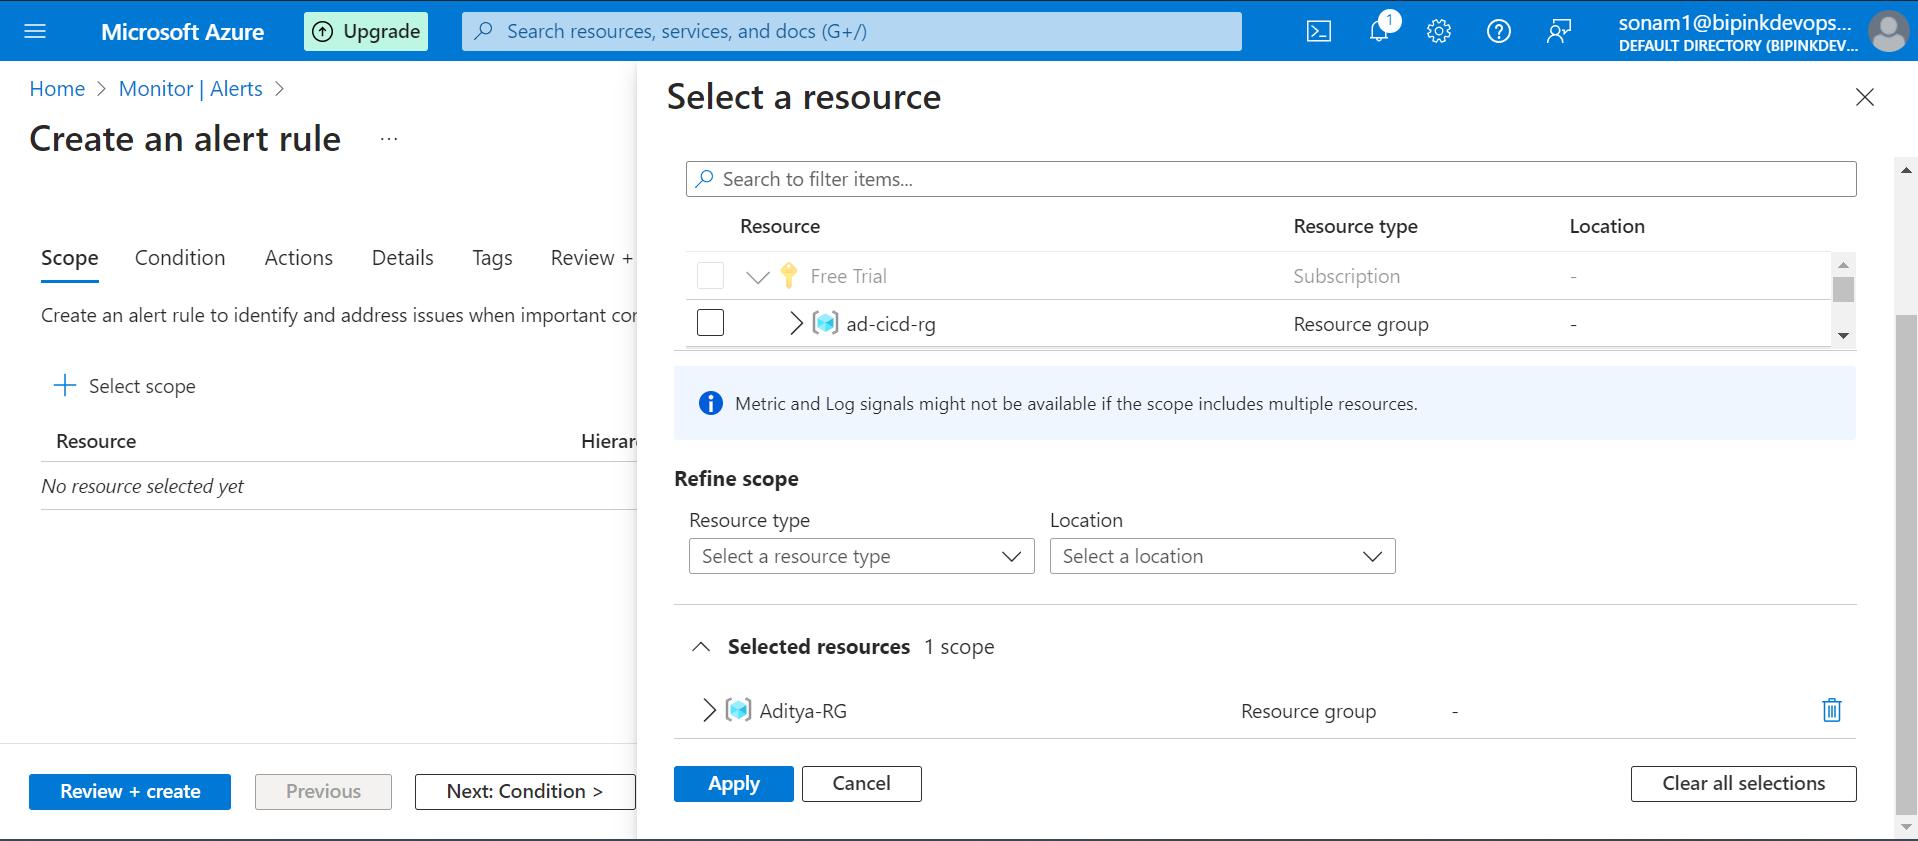 Microsoft Azure
Upgrade
Search resources, services, and docs (G+/)
1
sonam1@bipinkdevops...
DEFAULT DIRECTORY (BIPINKDEV...
Home > Monitor | Alerts >
Create an alert rule ...
Scope Condition Actions Details Tags Review +
Create an alert rule to identify and address issues when important cor
+ Select scope
Resource Hierar
No resource selected yet
Review + create
Previous
Next: Condition >
Select a resource
Search to filter items...
Resource Resource type Location
Free Trial Subscription -
ad-cicd-rg Resource group -
Metric and Log signals might not be available if the scope includes multiple resources.
Refine scope
Resource type Location
Select a resource type Select a location
Selected resources 1 scope
Aditya-RG Resource group -
Apply Cancel Clear all selections